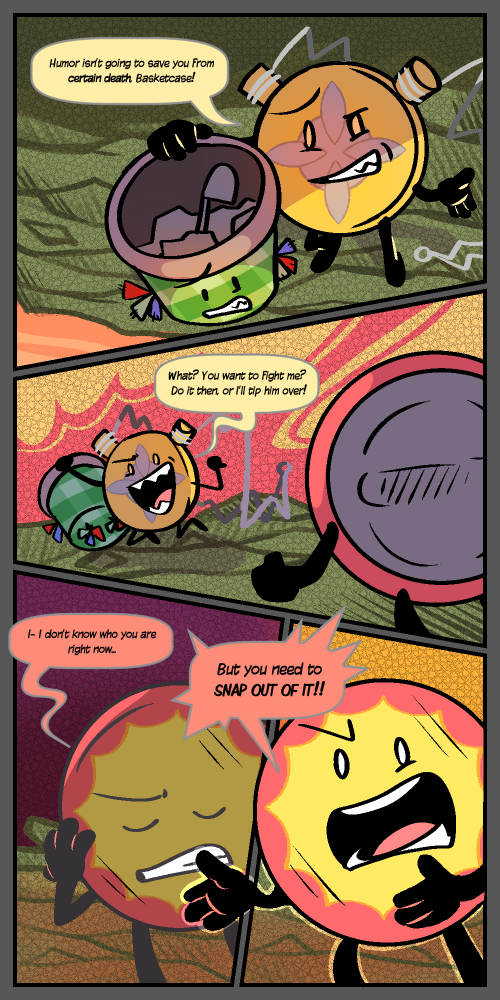 Humor isn't going to save you from
certain death, Basketcase!
What? You want to fight me?
Do it then, or I'll tip him over!
I- I don't know who you are
right now...
But you need to
SNAP OUT OF IT!!